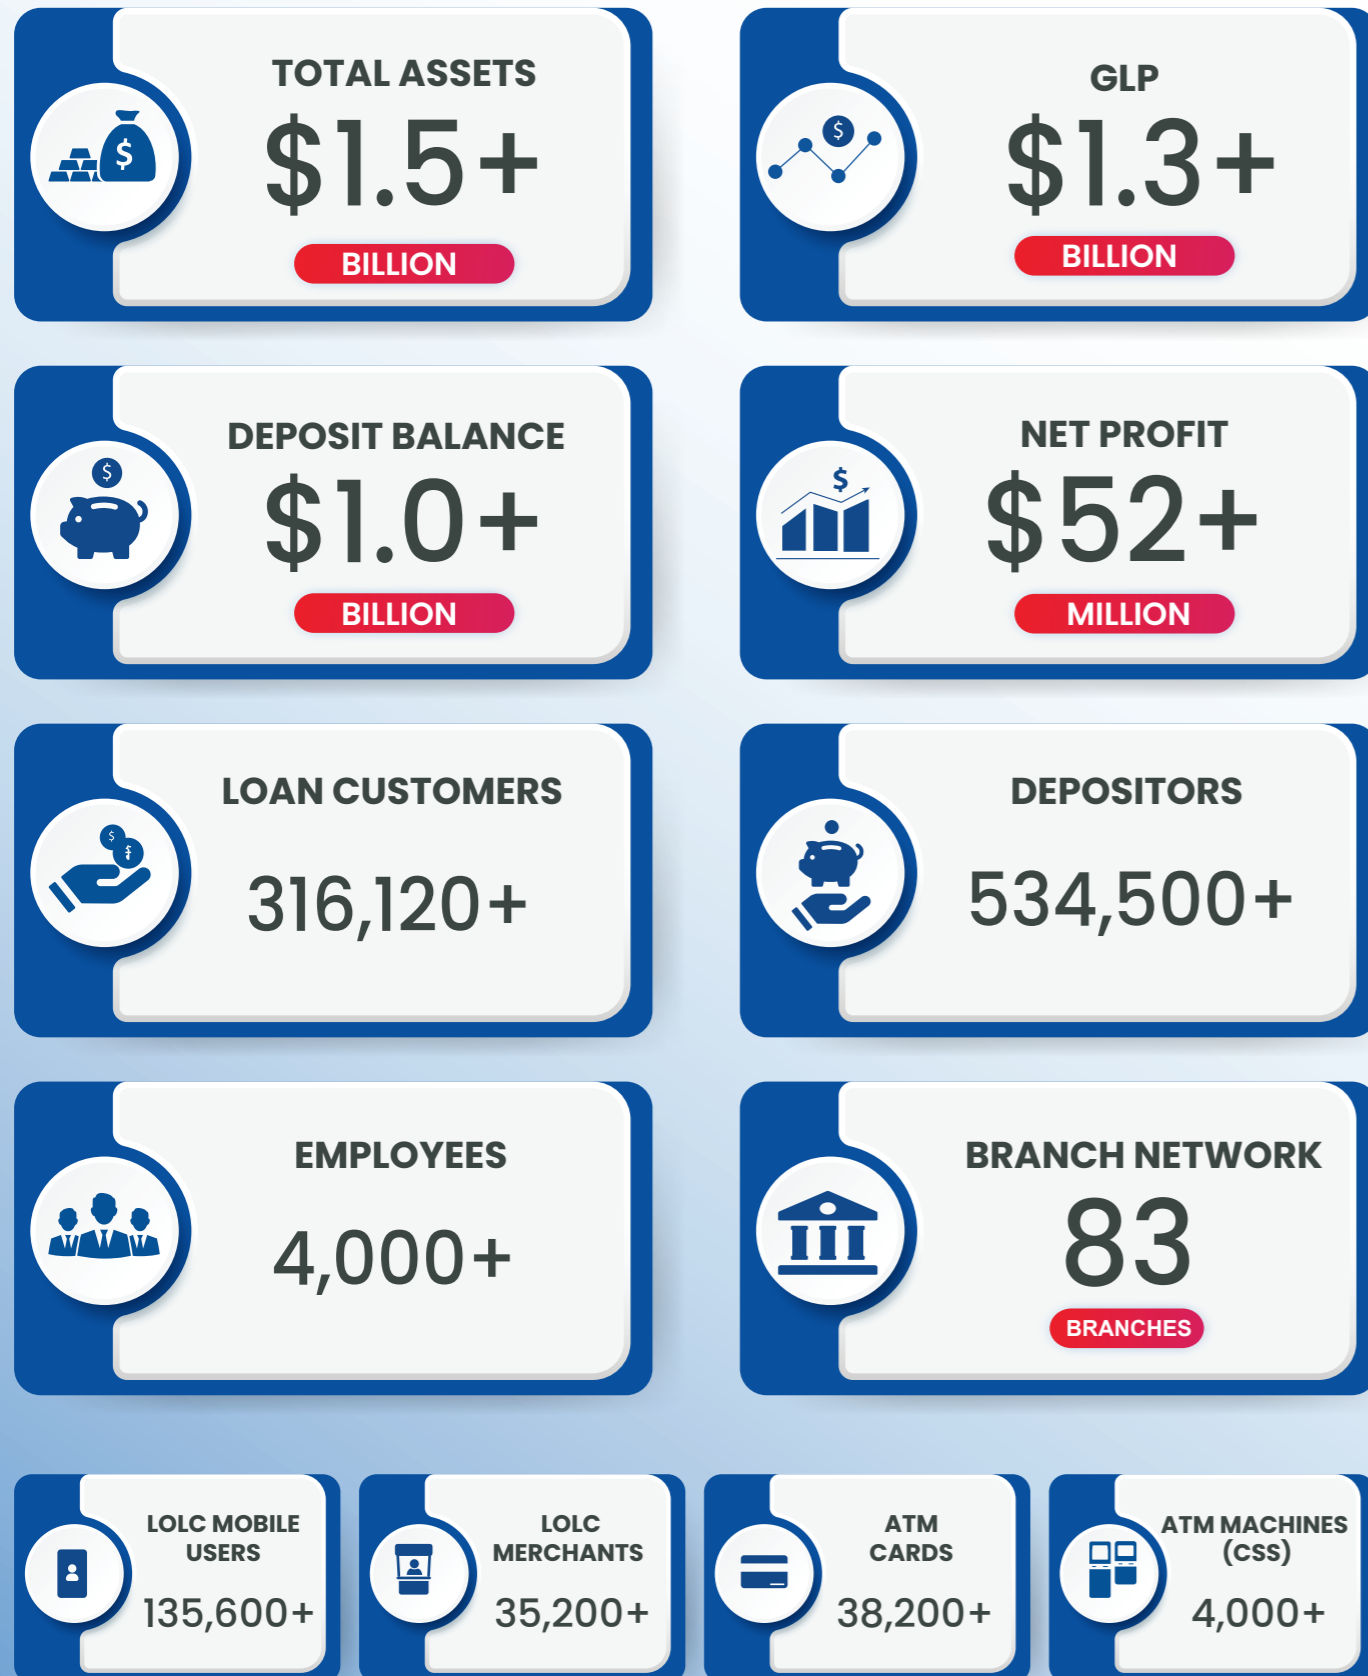 TOTAL ASSETS
$1.5+
BILLION
GLP
$1.3+
BILLION
DEPOSIT BALANCE
$1.0+
BILLION
NET PROFIT
$52+
MILLION
LOAN CUSTOMERS
316,120+
DEPOSITORS
534,500+
EMPLOYEES
4,000+
BRANCH NETWORK
83
BRANCHES
LOLC MOBILE
USERS
135,600+
LOLC
MERCHANTS
35,200+
ATM
CARDS
38,200+
ATM MACHINES
(CSS)
4,000+